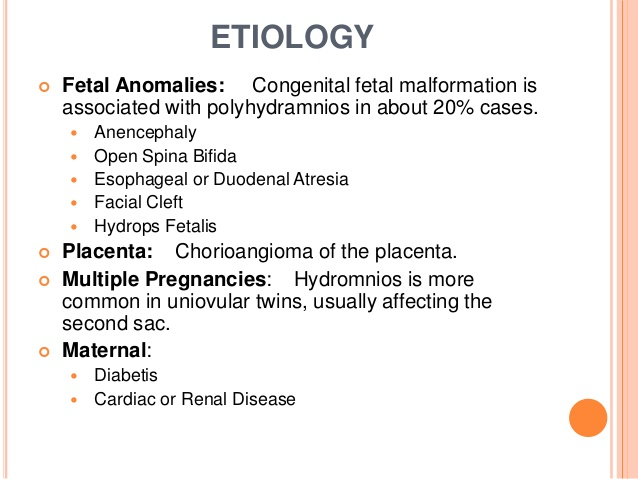 ETIOLOGY
Fetal Anomalies: Congenital fetal malformation is
associated with polyhydramnios in about 20% cases.
Anencephaly
Open Spina Bifida
Esophageal or Duodenal Atresia
Facial Cleft
Hydrops Fetalis
Placenta: Chorioangioma of the placenta.
Multiple Pregnancies: Hydromnios is more
common in uniovular twins, usually affecting the
second sac.
Maternal:
Diabetis
Cardiac or Renal Disease